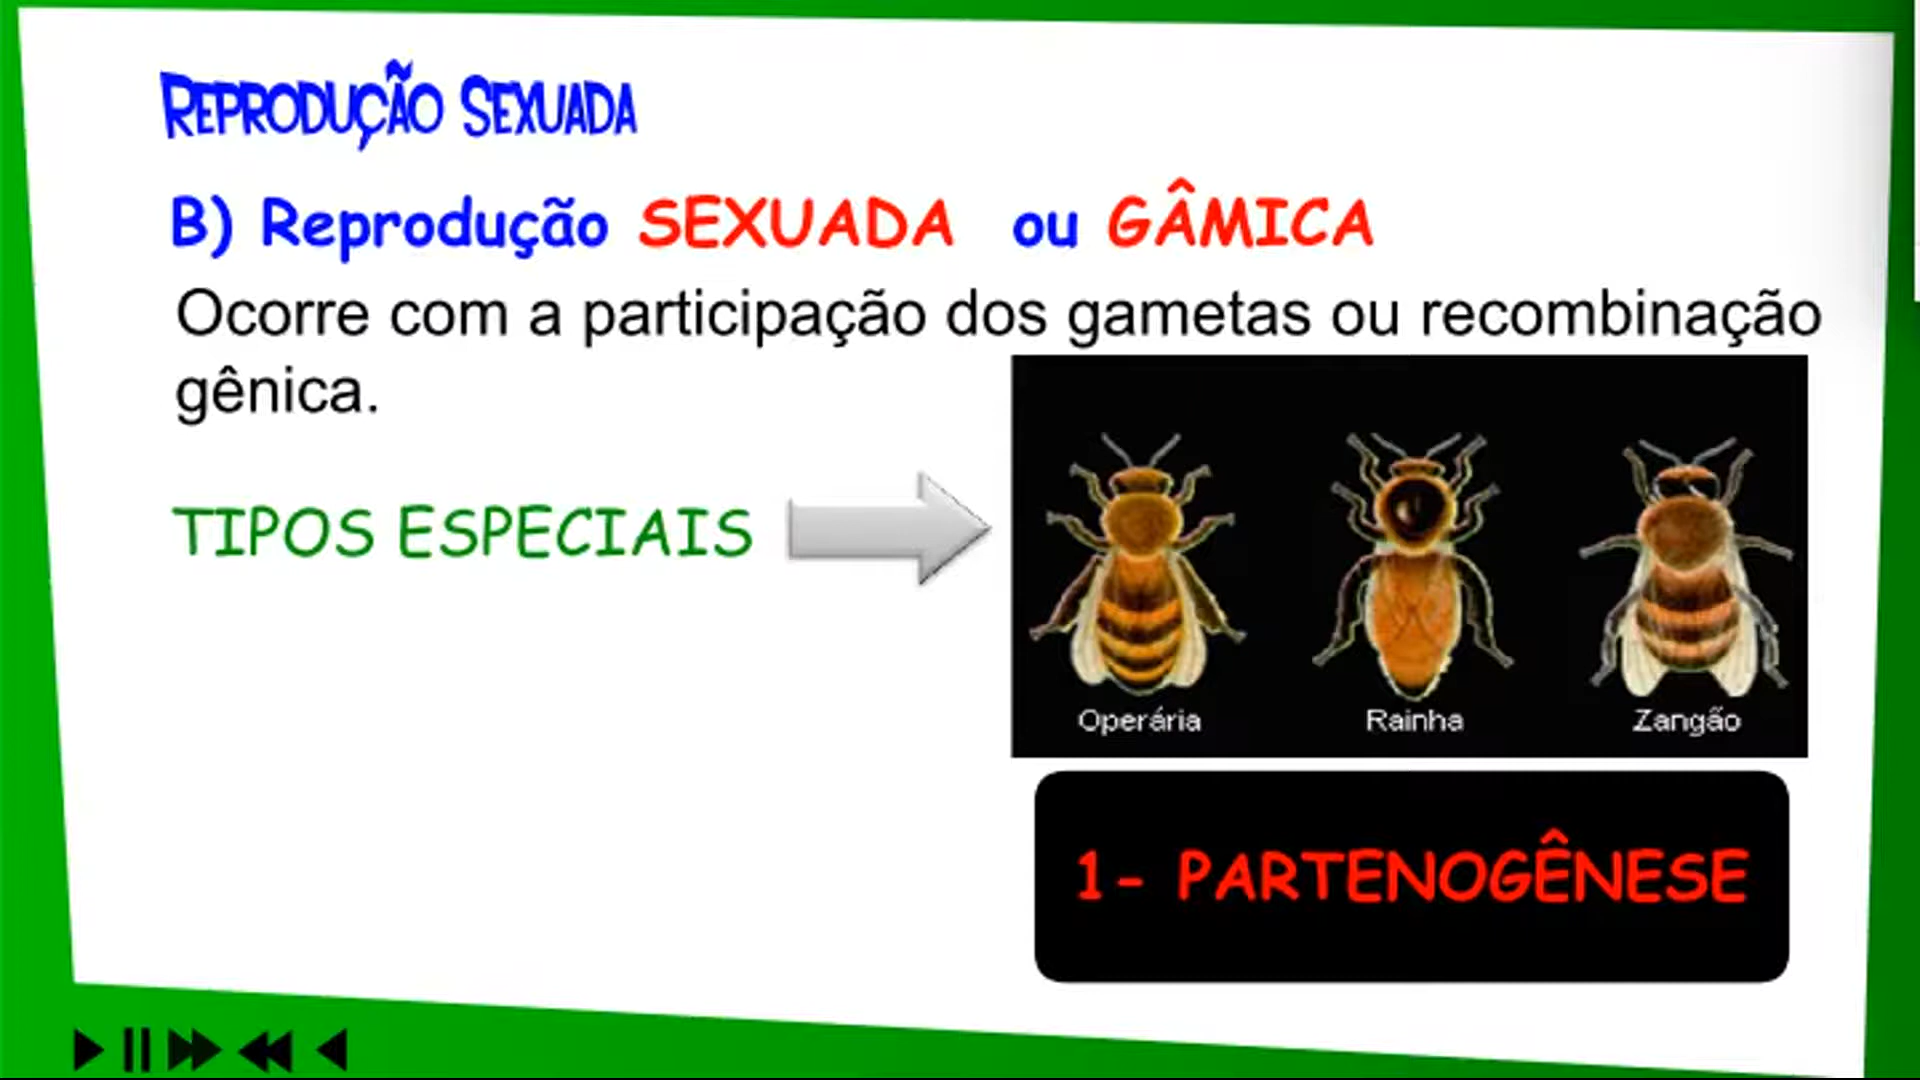 Reprodução Sexuada
B) Reprodução SEXUADA ou GÂMICA
Ocorre com a participação dos gametas ou recombinação
gênica.
TIPOS ESPECIAIS
Operária Rainha Zangão
1- PARTENOGÊNESE